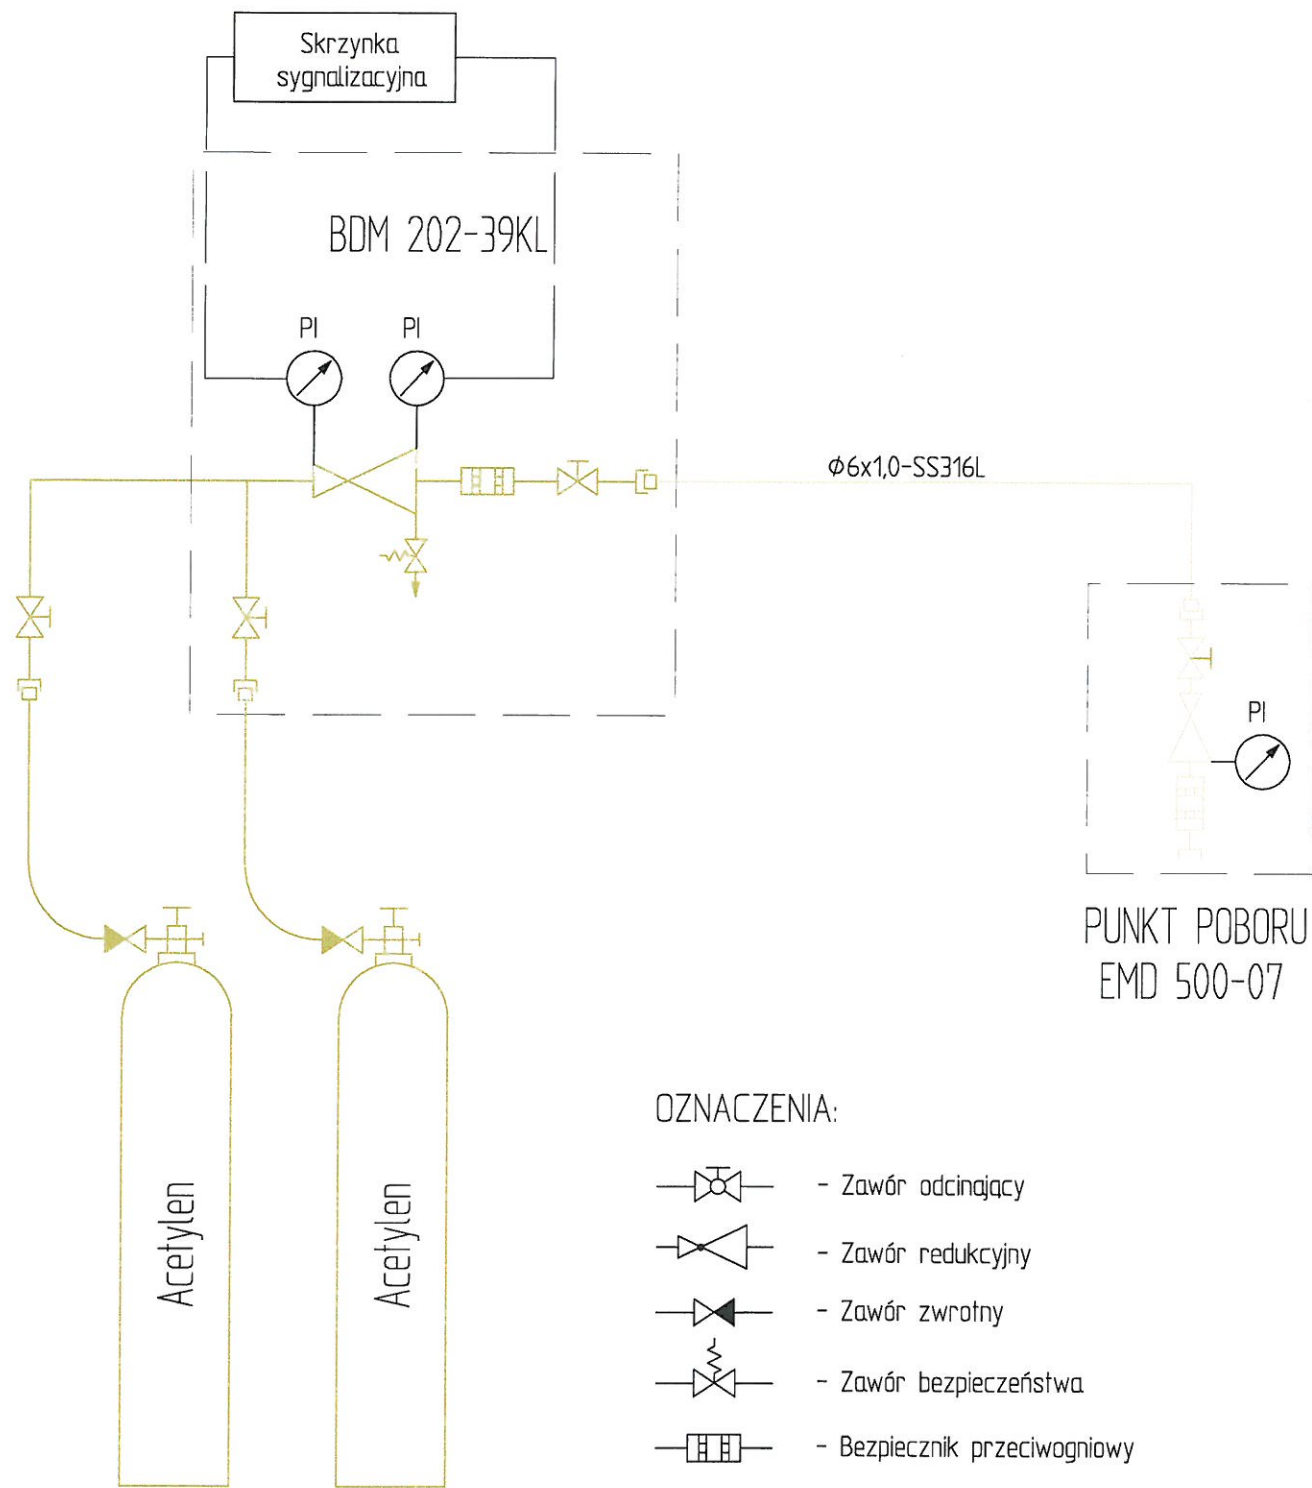 Skrzynka
sygnalizacyjna
BDM 202-39KL
PI
PI
Φ6x1,0-SS316L
PI
PUNKT POBORU
EMD 500-07
Acetylen
Acetylen
OZNACZENIA:
- Zawór odcinający
- Zawór redukcyjny
- Zawór zwrotny
- Zawór bezpieczeństwa
- Bezpiecznik przeciwogniowy